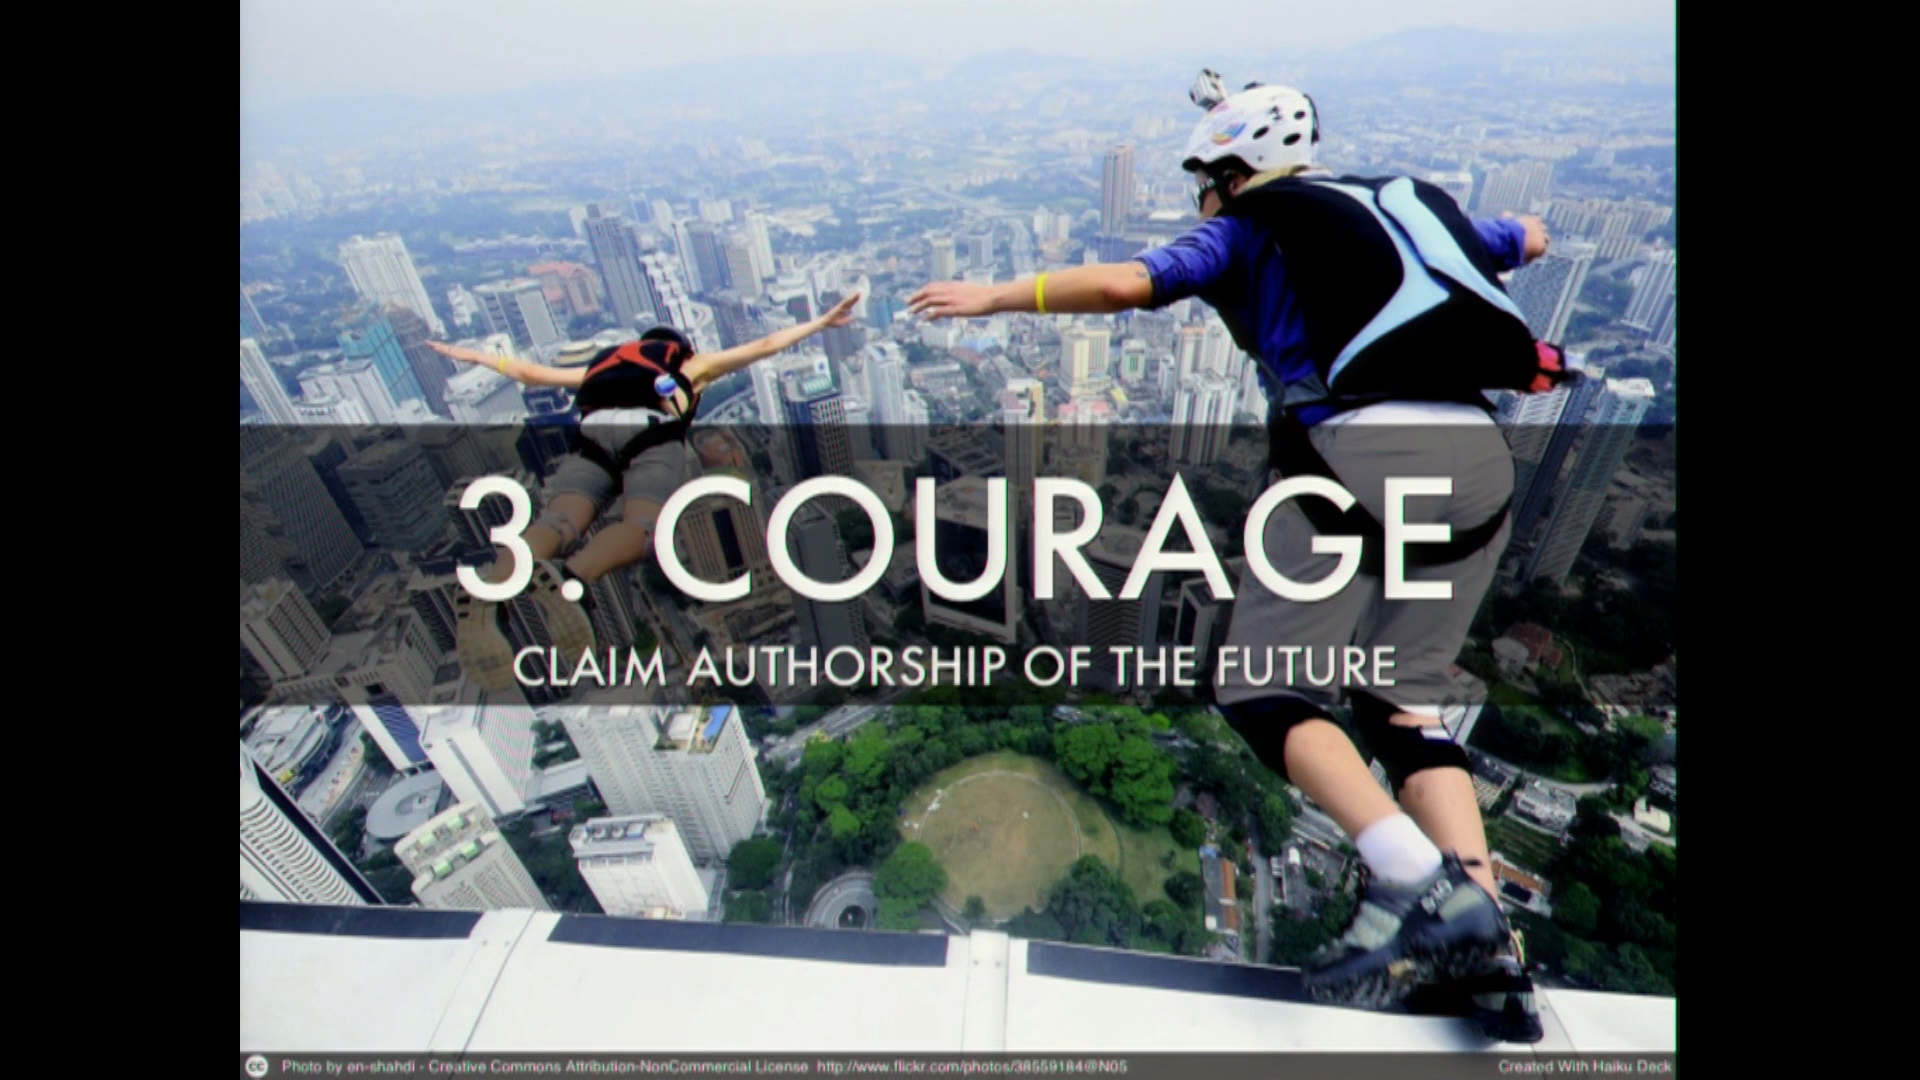 3. COURAGE
CLAIM AUTHORSHIP OF THE FUTURE
cc Photo by en-shahdi - Creative Commons Attribution-NonCommercial License http://www.flickr.com/photos/38559184@N05 Created With Haiku Deck